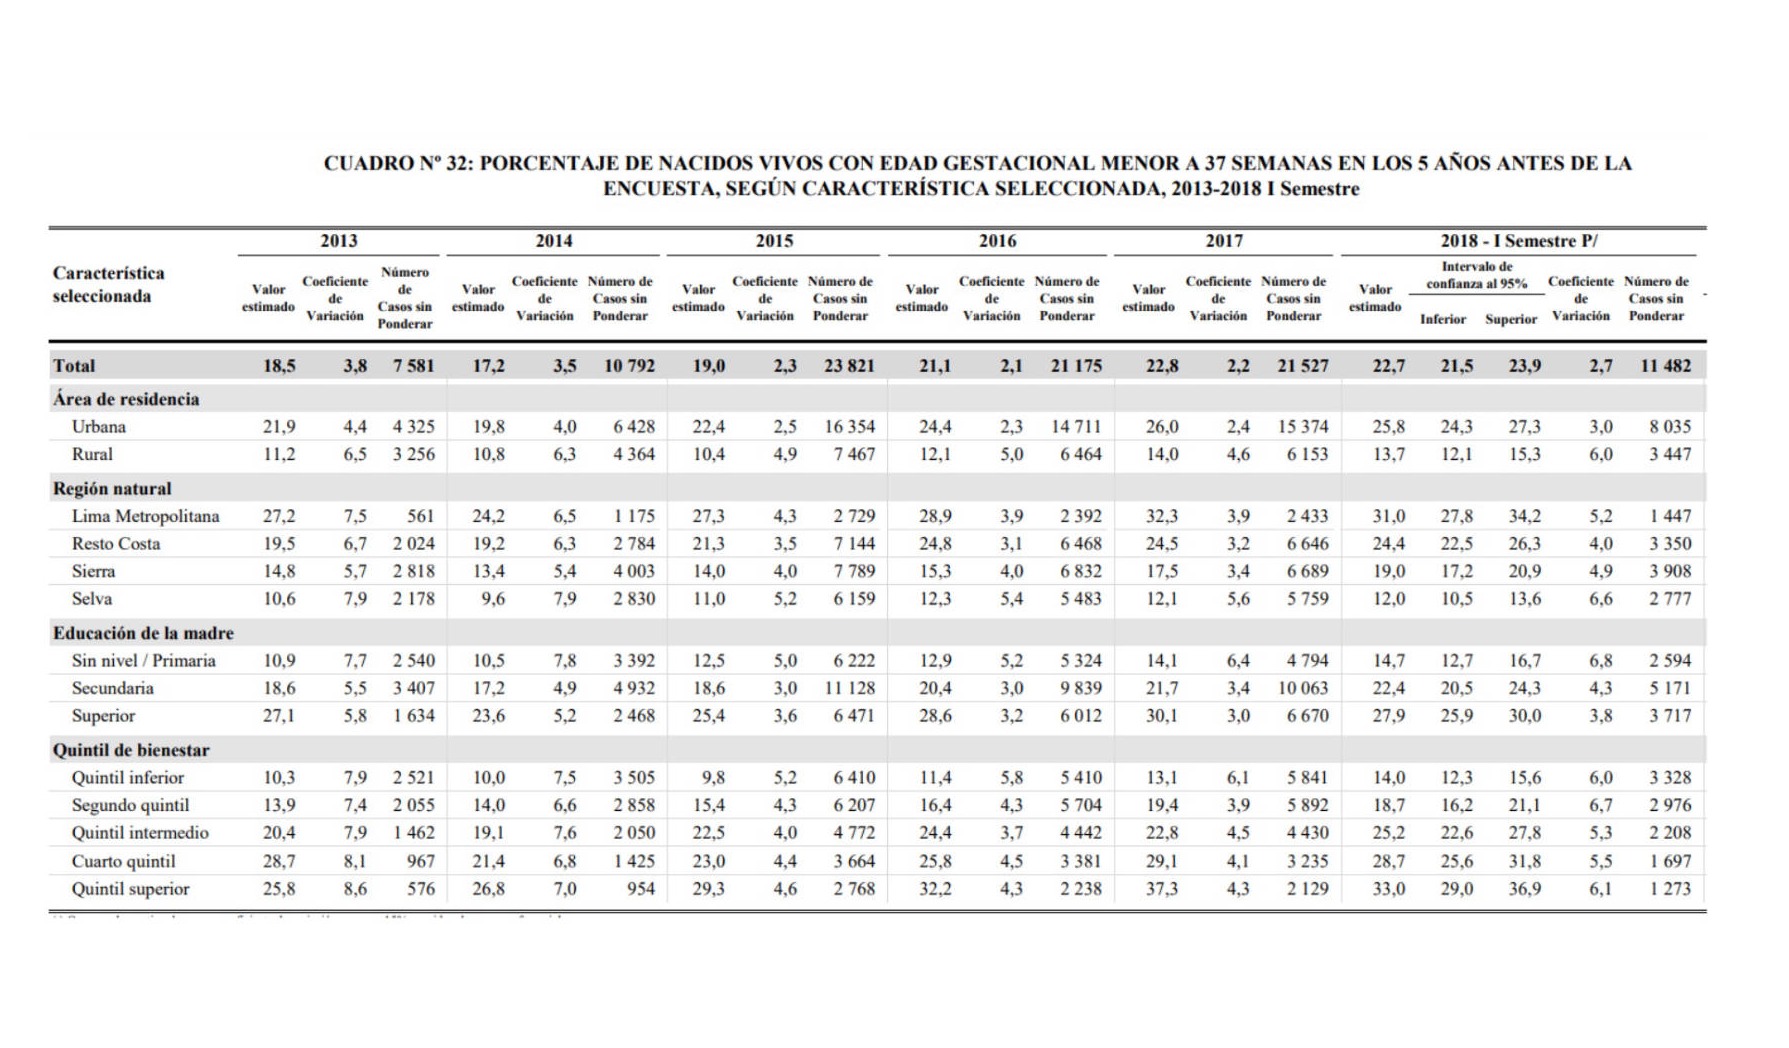 CUADRO Nº 32: PORCENTAJE DE NACIDOS VIVOS CON EDAD GESTACIONAL MENOR A 37 SEMANAS EN LOS 5 AÑOS ANTES DE LA
ENCUESTA, SEGÚN CARACTERÍSTICA SELECCIONADA, 2013-2018 I Semestre
Característica seleccionada
2013 2014 2015 2016 2017 2018 - I Semestre P/
Valor estimado Coeficiente de Variación Número de Casos sin Ponderar Valor estimado Coeficiente de Variación Número de Casos sin Ponderar Valor estimado Coeficiente de Variación Número de Casos sin Ponderar Valor estimado Coeficiente de Variación Número de Casos sin Ponderar Valor estimado Coeficiente de Variación Número de Casos sin Ponderar Valor estimado Intervalo de confianza al 95% Inferior Superior Coeficiente de Variación Número de Casos sin Ponderar
Total 18,5 3,8 7 581 17,2 3,5 10 792 19,0 2,3 23 821 21,1 2,1 21 175 22,8 2,2 21 527 22,7 21,5 23,9 2,7 11 482
Área de residencia
Urbana 21,9 4,4 4 325 19,8 4,0 6 428 22,4 2,5 16 354 24,4 2,3 14 711 26,0 2,4 15 374 25,8 24,3 27,3 3,0 8 035
Rural 11,2 6,5 3 256 10,8 6,3 4 364 10,4 4,9 7 467 12,1 5,0 6 464 14,0 4,6 6 153 13,7 12,1 15,3 6,0 3 447
Región natural
Lima Metropolitana 27,2 7,5 561 24,2 6,5 1 175 27,3 4,3 2 729 28,9 3,9 2 392 32,3 3,9 2 433 31,0 27,8 34,2 5,2 1 447
Resto Costa 19,5 6,7 2 024 19,2 6,3 2 784 21,3 3,5 7 144 24,8 3,1 6 468 24,5 3,2 6 646 24,4 22,5 26,3 4,0 3 350
Sierra 14,8 5,7 2 818 13,4 5,4 4 003 14,0 4,0 7 789 15,3 4,0 6 832 17,5 3,4 6 689 19,0 17,2 20,9 4,9 3 908
Selva 10,6 7,9 2 178 9,6 7,9 2 830 11,0 5,2 6 159 12,3 5,4 5 483 12,1 5,6 5 759 12,0 10,5 13,6 6,6 2 777
Educación de la madre
Sin nivel / Primaria 10,9 7,7 2 540 10,5 7,8 3 392 12,5 5,0 6 222 12,9 5,2 5 324 14,1 6,4 4 794 14,7 12,7 16,7 6,8 2 594
Secundaria 18,6 5,5 3 407 17,2 4,9 4 932 18,6 3,0 11 128 20,4 3,0 9 839 21,7 3,4 10 063 22,4 20,5 24,3 4,3 5 171
Superior 27,1 5,8 1 634 23,6 5,2 2 468 25,4 3,6 6 471 28,6 3,2 6 012 30,1 3,0 6 670 27,9 25,9 30,0 3,8 3 717
Quintil de bienestar
Quintil inferior 10,3 7,9 2 521 10,0 7,5 3 505 9,8 5,2 6 410 11,4 5,8 5 410 13,1 6,1 5 841 14,0 12,3 15,6 6,0 3 328
Segundo quintil 13,9 7,4 2 055 14,0 6,6 2 858 15,4 4,3 6 207 16,4 4,3 5 704 19,4 3,9 5 892 18,7 16,2 21,1 6,7 2 976
Quintil intermedio 20,4 7,9 1 462 19,1 7,6 2 050 22,5 4,0 4 772 24,4 3,7 4 442 22,8 4,5 4 430 25,2 22,6 27,8 5,3 2 208
Cuarto quintil 28,7 8,1 967 21,4 6,8 1 425 23,0 4,4 3 664 25,8 4,5 3 381 29,1 4,1 3 235 28,7 25,6 31,8 5,5 1 697
Quintil superior 25,8 8,6 576 26,8 7,0 954 29,3 4,6 2 768 32,2 4,3 2 238 37,3 4,3 2 129 33,0 29,0 36,9 6,1 1 273